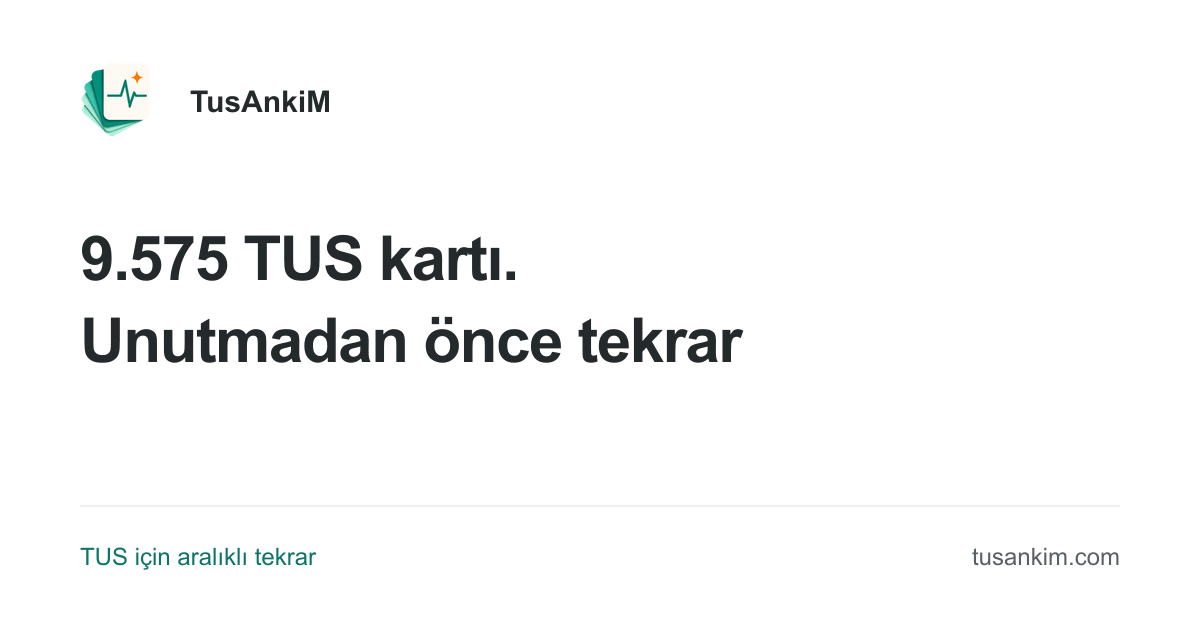 TusAnkiM
9.575 TUS kartı.
Unutmadan önce tekrar
TUS için aralıklı tekrar
tusankim.com